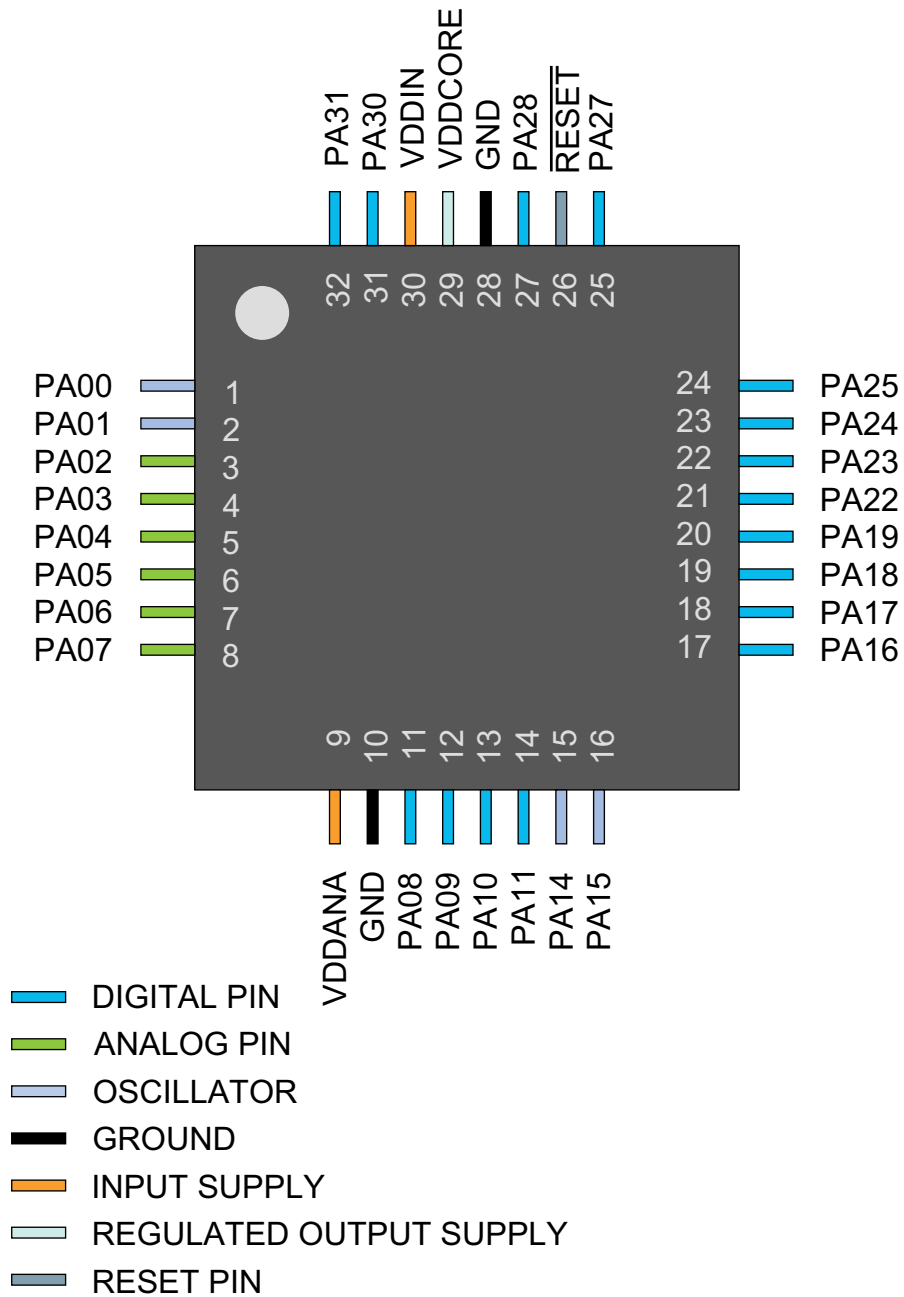 PA31
PA30
VDDIN
VDDCORE
GND
PA28
RESET
PA27
32
31
30
29
28
27
26
25
PA00
1
24
PA25
PA01
2
23
PA24
PA02
3
22
PA23
PA03
4
21
PA22
PA04
5
20
PA19
PA05
6
19
PA18
PA06
7
18
PA17
PA07
8
17
PA16
9
10
11
12
13
14
15
16
VDDANA
GND
PA08
PA09
PA10
PA11
PA14
PA15
DIGITAL PIN
ANALOG PIN
OSCILLATOR
GROUND
INPUT SUPPLY
REGULATED OUTPUT SUPPLY
RESET PIN